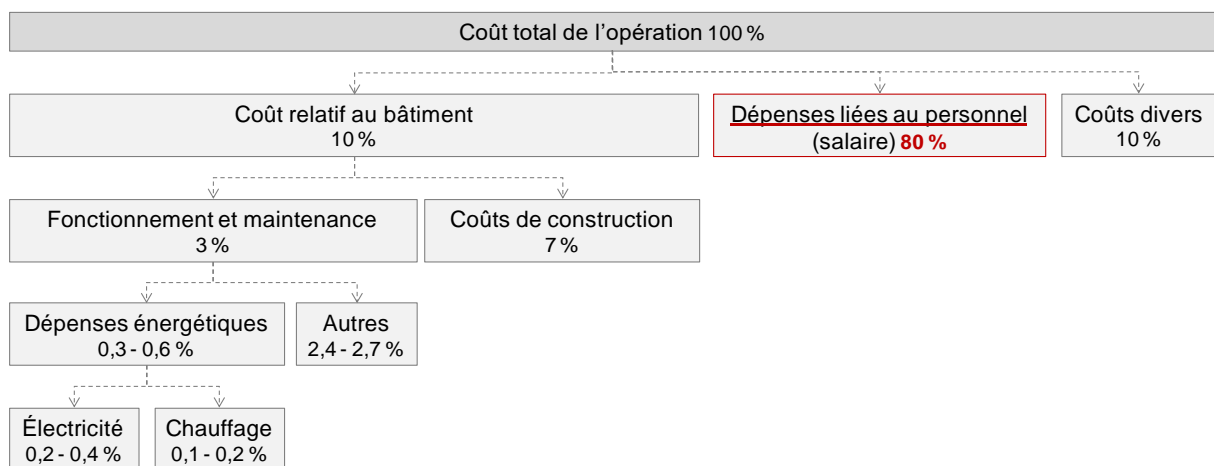 Coût total de l’opération 100 %
Coût relatif au bâtiment
10 %
Dépenses liées au personnel
(salaire) 80 %
Coûts divers
10 %
Fonctionnement et maintenance
3 %
Coûts de construction
7 %
Dépenses énergétiques
0,3 - 0,6 %
Autres
2,4 - 2,7 %
Électricité
0,2 - 0,4 %
Chauffage
0,1 - 0,2 %